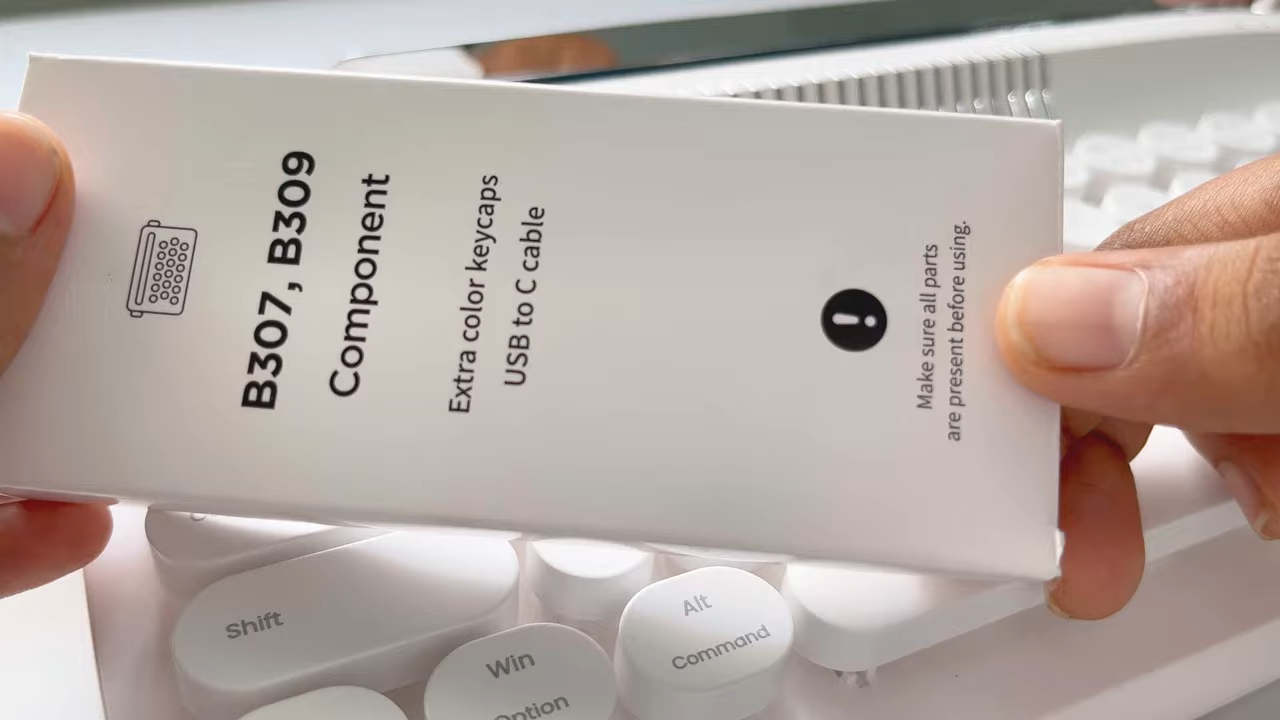 B307, B309
Component
Extra color keycaps
USB to C cable
Make sure all parts
are present before using.
Shift
Win
Alt
Command